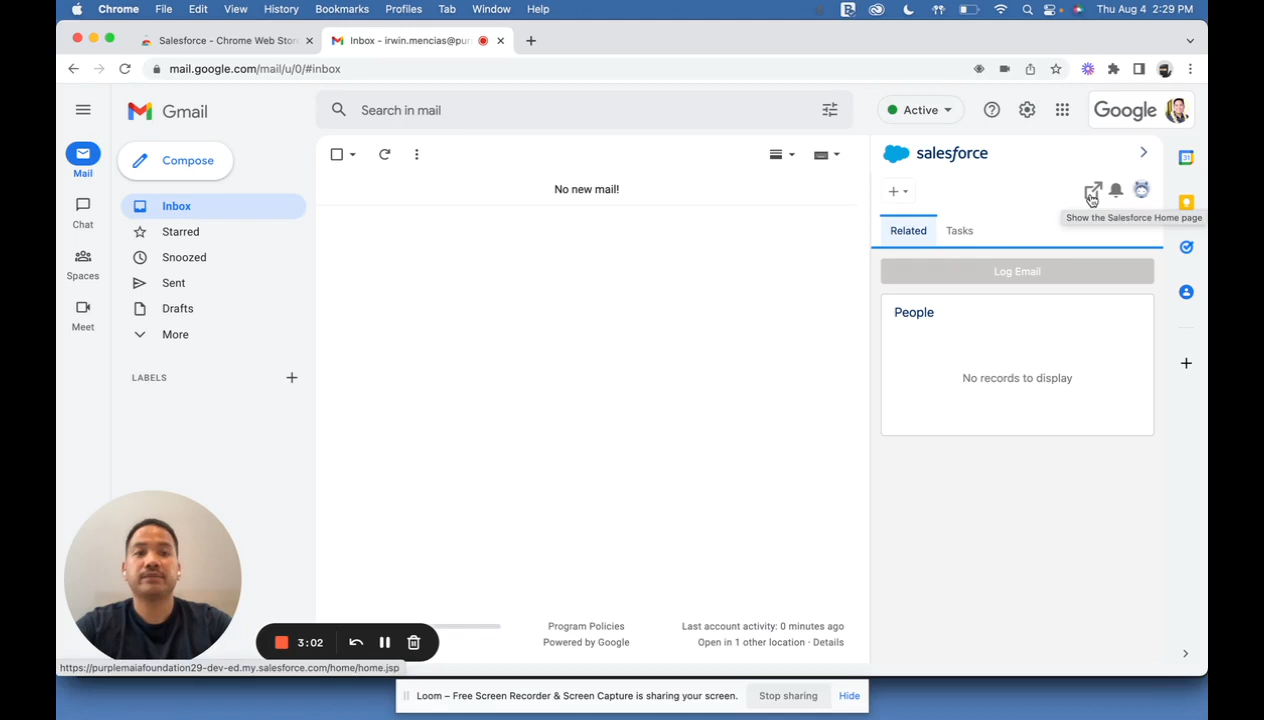 Chrome File Edit View History Bookmarks Profiles Tab Window Help Thu Aug 4 2:29 PM
Salesforce - Chrome Web Stor
Inbox - irwin.mencias@pur
mail.google.com/mail/u/0/#inbox
Gmail
Search in mail
Active
Google
Mail
Compose
salesforce
31
No new mail!
Show the Salesforce Home page
Chat
Inbox
Starred
Related Tasks
Spaces
Snoozed
Log Email
Sent
Meet
Drafts
People
More
LABELS
No records to display
Program Policies
Powered by Google
Last account activity: 0 minutes ago
Open in 1 other location · Details
3:02
https://purplemaiafoundation29-dev-ed.my.salesforce.com/home/home.jsp
Loom – Free Screen Recorder & Screen Capture is sharing your screen. Stop sharing Hide